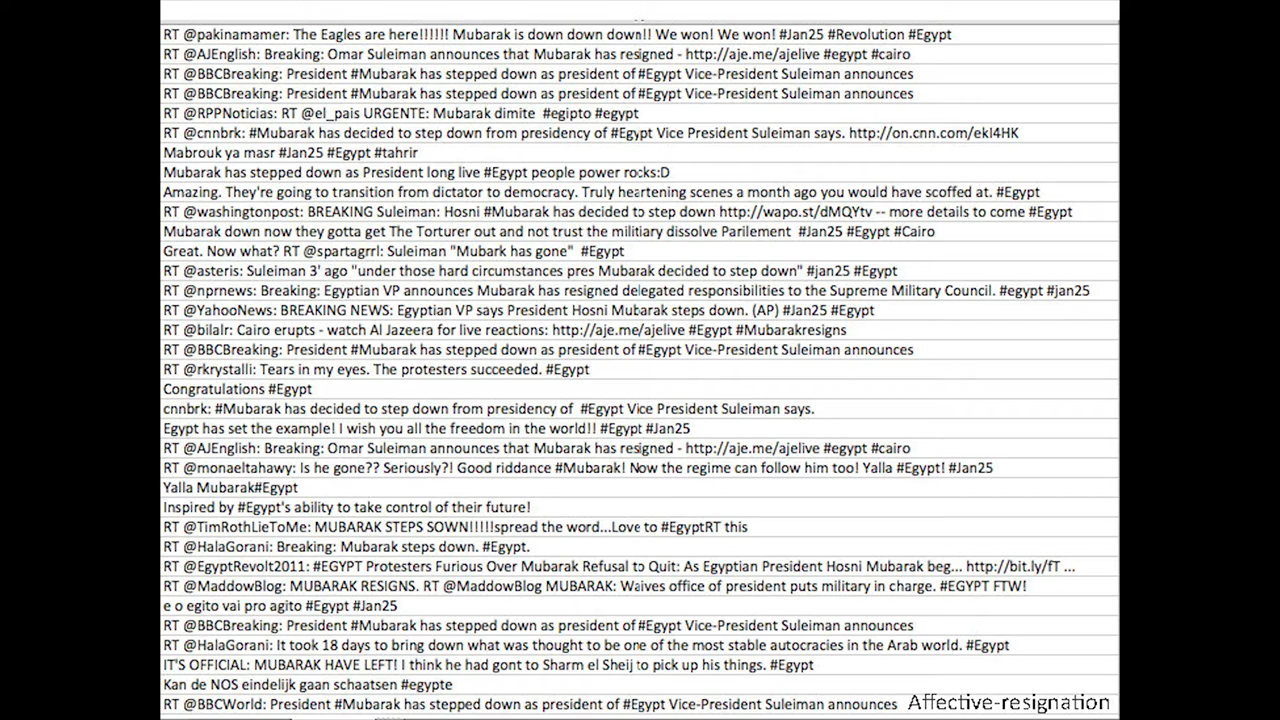 RT @pakinamamer: The Eagles are here!!!!!! Mubarak is down down down!! We won! We won! #Jan25 #Revolution #Egypt
RT @AJEnglish: Breaking: Omar Suleiman announces that Mubarak has resigned - http://aje.me/ajelive #egypt #cairo
RT @BBCBreaking: President #Mubarak has stepped down as president of #Egypt Vice-President Suleiman announces
RT @BBCBreaking: President #Mubarak has stepped down as president of #Egypt Vice-President Suleiman announces
RT @RPPNoticias: RT @el_pais URGENTE: Mubarak dimite #egipto #egypt
RT @cnnbrk: #Mubarak has decided to step down from presidency of #Egypt Vice President Suleiman says. http://on.cnn.com/ekI4HK
Mabrouk ya masr #Jan25 #Egypt #tahrir
Mubarak has stepped down as President long live #Egypt people power rocks:D
Amazing. They're going to transition from dictator to democracy. Truly heartening scenes a month ago you would have scoffed at. #Egypt
RT @washingtonpost: BREAKING Suleiman: Hosni #Mubarak has decided to step down http://wapo.st/dMQYtv -- more details to come #Egypt
Mubarak down now they gotta get The Torturer out and not trust the militiary dissolve Parilement #Jan25 #Egypt #Cairo
Great. Now what? RT @spartagrrl: Suleiman "Mubark has gone" #Egypt
RT @asteris: Suleiman 3' ago "under those hard circumstances pres Mubarak decided to step down" #jan25 #Egypt
RT @nprnews: Breaking: Egyptian VP announces Mubarak has resigned delegated responsibilities to the Supreme Military Council. #egypt #jan25
RT @YahooNews: BREAKING NEWS: Egyptian VP says President Hosni Mubarak steps down. (AP) #Jan25 #Egypt
RT @bilalr: Cairo erupts - watch Al Jazeera for live reactions: http://aje.me/ajelive #Egypt #Mubarakresigns
RT @BBCBreaking: President #Mubarak has stepped down as president of #Egypt Vice-President Suleiman announces
RT @rkrystalli: Tears in my eyes. The protesters succeeded. #Egypt
Congratulations #Egypt
cnnbrk: #Mubarak has decided to step down from presidency of #Egypt Vice President Suleiman says.
Egypt has set the example! I wish you all the freedom in the world!! #Egypt #Jan25
RT @AJEnglish: Breaking: Omar Suleiman announces that Mubarak has resigned - http://aje.me/ajelive #egypt #cairo
RT @monaeltahawy: Is he gone?? Seriously?! Good riddance #Mubarak! Now the regime can follow him too! Yalla #Egypt! #Jan25
Yalla Mubarak#Egypt
Inspired by #Egypt's ability to take control of their future!
RT @TimRothLieToMe: MUBARAK STEPS SOWN!!!!!spread the word...Love to #EgyptRT this
RT @HalaGorani: Breaking: Mubarak steps down. #Egypt.
RT @EgyptRevolt2011: #EGYPT Protesters Furious Over Mubarak Refusal to Quit: As Egyptian President Hosni Mubarak beg... http://bit.ly/fT ...
RT @MaddowBlog: MUBARAK RESIGNS. RT @MaddowBlog MUBARAK: Waives office of president puts military in charge. #EGYPT FTW!
e o egito vai pro agito #Egypt #Jan25
RT @BBCBreaking: President #Mubarak has stepped down as president of #Egypt Vice-President Suleiman announces
RT @HalaGorani: It took 18 days to bring down what was thought to be one of the most stable autocracies in the Arab world. #Egypt
IT'S OFFICIAL: MUBARAK HAVE LEFT! I think he had gont to Sharm el Sheij to pick up his things. #Egypt
Kan de NOS eindelijk gaan schaatsen #egypte
RT @BBCWorld: President #Mubarak has stepped down as president of #Egypt Vice-President Suleiman announces
Affective-resignation